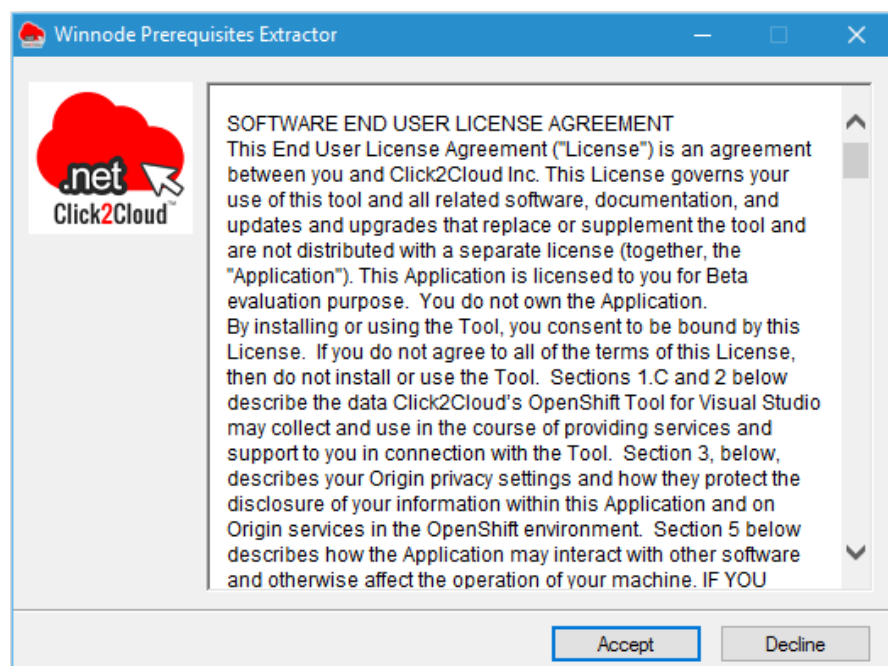 Winnode Prerequisites Extractor
.net
Click2Cloud™
SOFTWARE END USER LICENSE AGREEMENT
This End User License Agreement ("License") is an agreement
between you and Click2Cloud Inc. This License governs your
use of this tool and all related software, documentation, and
updates and upgrades that replace or supplement the tool and
are not distributed with a separate license (together, the
"Application"). This Application is licensed to you for Beta
evaluation purpose.  You do not own the Application.
By installing or using the Tool, you consent to be bound by this
License.  If you do not agree to all of the terms of this License,
then do not install or use the Tool.  Sections 1.C and 2 below
describe the data Click2Cloud's OpenShift Tool for Visual Studio
may collect and use in the course of providing services and
support to you in connection with the Tool.  Section 3, below,
describes your Origin privacy settings and how they protect the
disclosure of your information within this Application and on
Origin services in the OpenShift environment.  Section 5 below
describes how the Application may interact with other software
and otherwise affect the operation of your machine. IF YOU
Accept
Decline